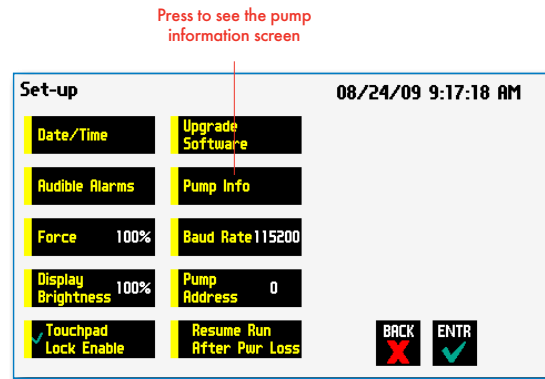 Press to see the pump
information screen
Set-up
08/24/09 9:17:18 AM
Date/Time
Upgrade
Software
Audible Alarms
Pump Info
Force 100%
Baud Rate 115200
Display
Brightness 100%
Pump
Address 0
Touchpad
Lock Enable
Resume Run
After Pwr Loss
BACK
ENTR